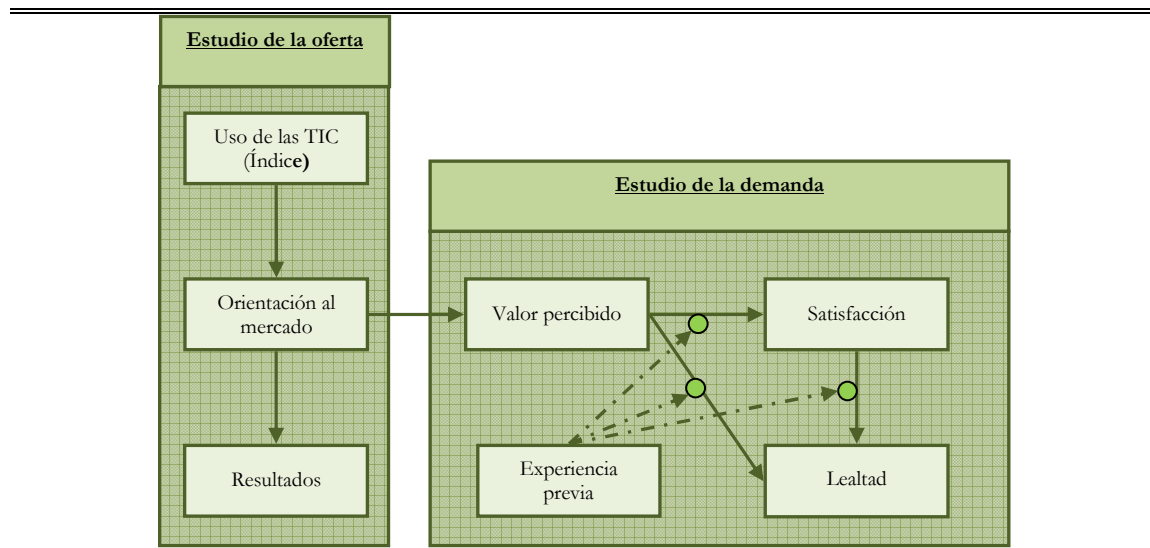 Estudio de la oferta
Uso de las TIC
(Índice)
Orientación al
mercado
Resultados
Estudio de la demanda
Valor percibido
Satisfacción
Experiencia
previa
Lealtad